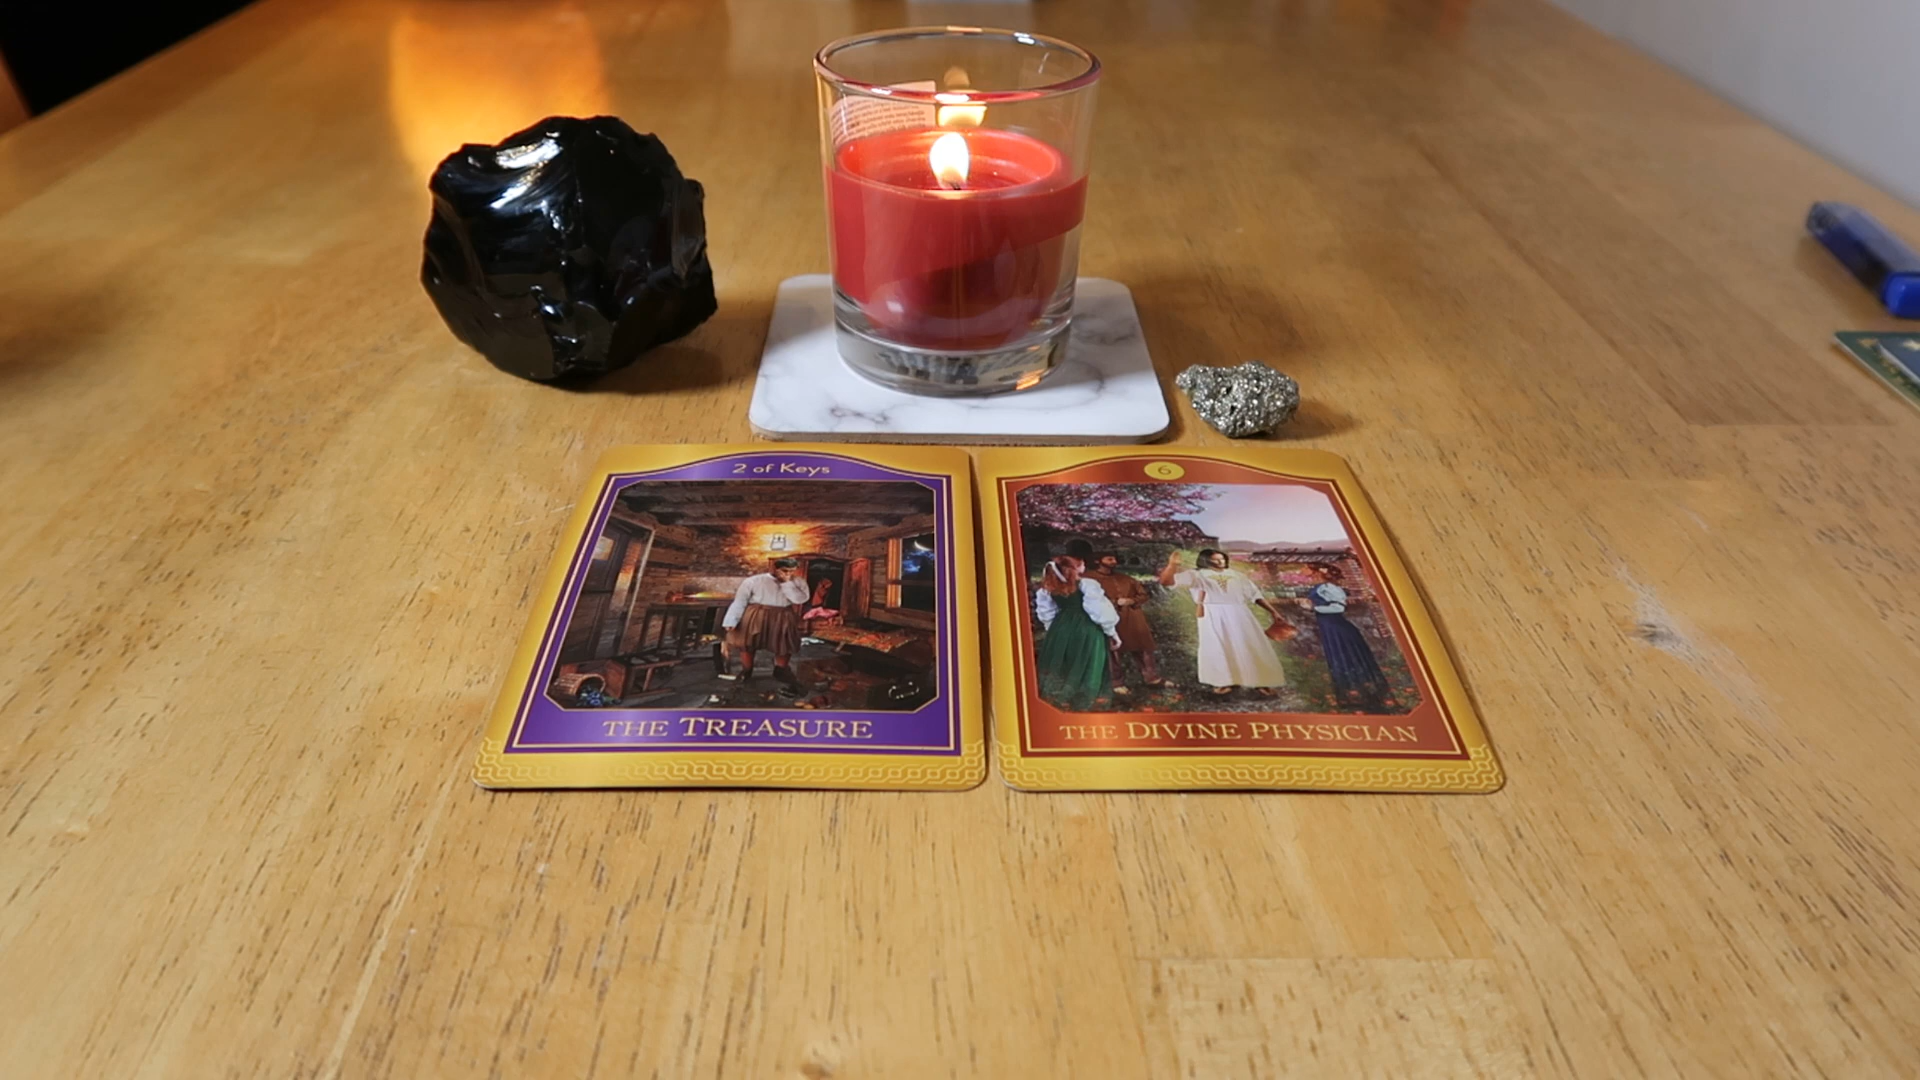 2 of Keys
THE TREASURE
6
THE DIVINE PHYSICIAN